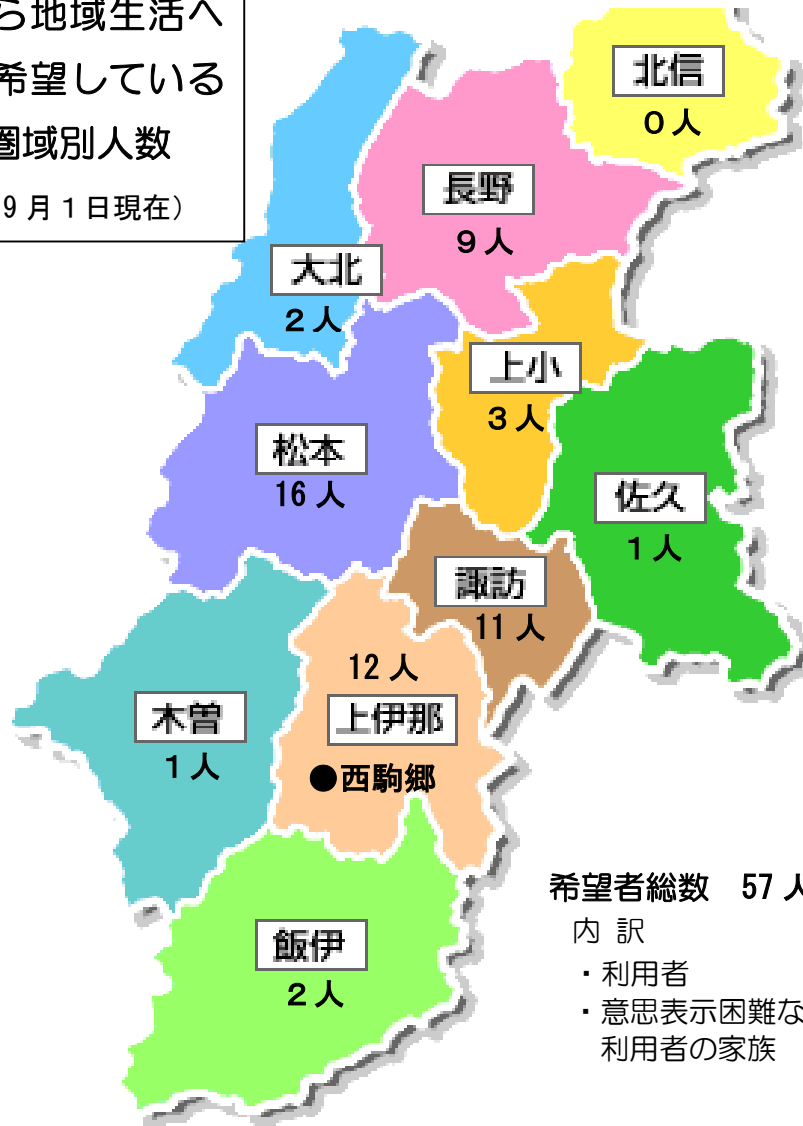 ら地域生活へ
希望している
圏域別人数
9月1日現在）
北信
０人
長野
９人
大北
２人
上小
３人
松本
16人
佐久
１人
諏訪
11人
12人
上伊那
●西駒郷
木曽
１人
飯伊
２人
希望者総数　57人
内 訳
・利用者
・意思表示困難な
利用者の家族